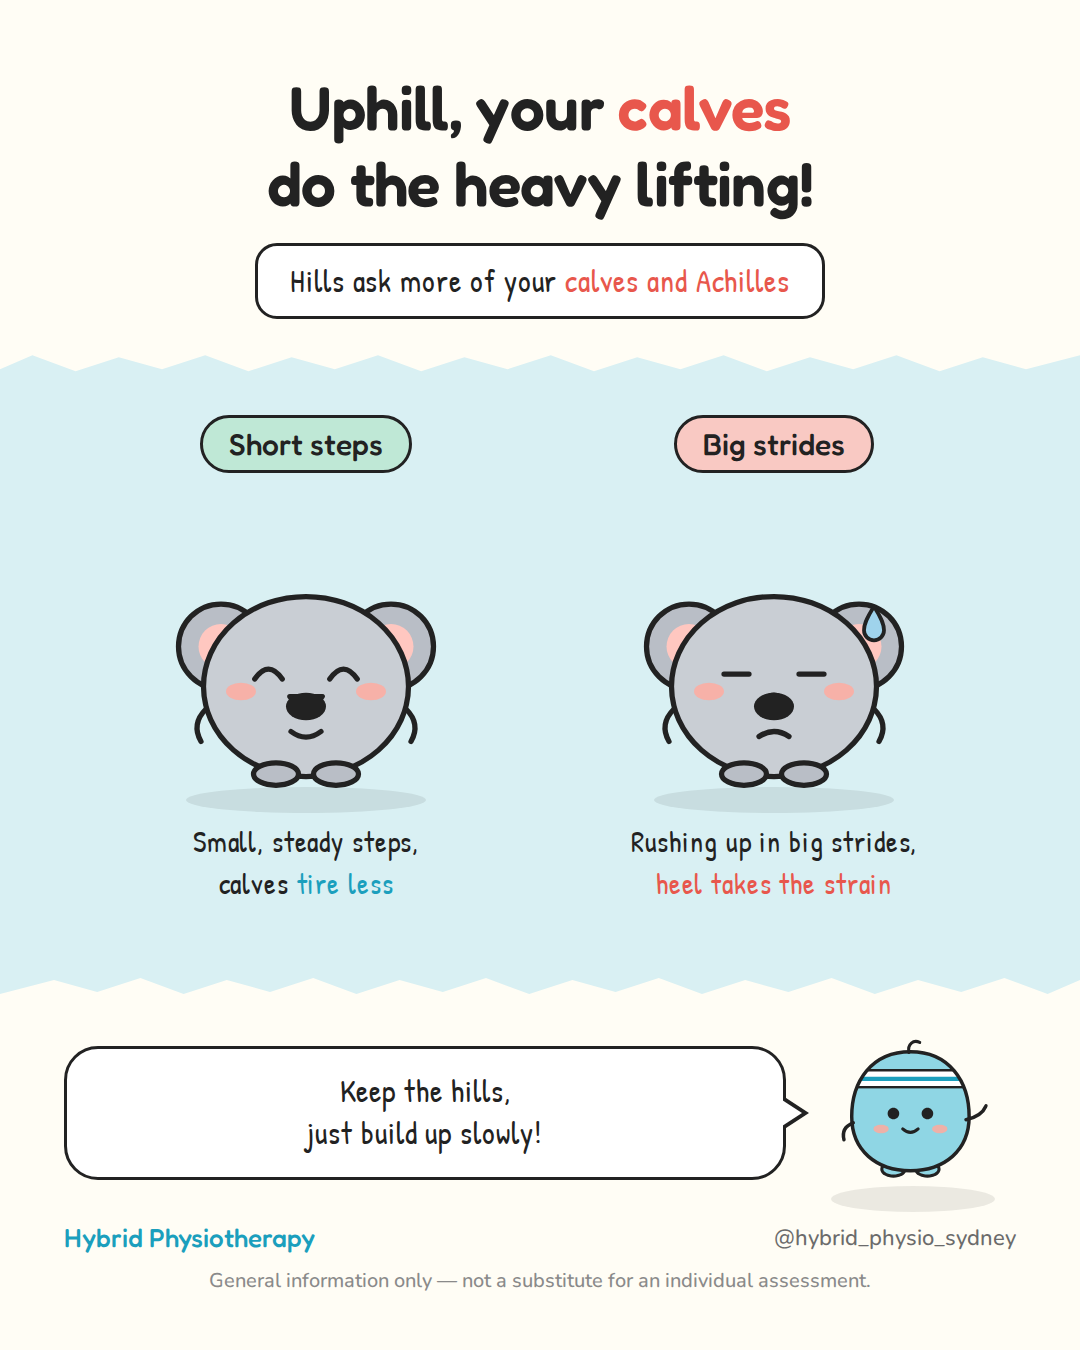 Uphill, your calves
do the heavy lifting!
Hills ask more of your calves and Achilles
Short steps
Big strides
Small, steady steps,
calves tire less
Rushing up in big strides,
heel takes the strain
Keep the hills,
just build up slowly!
Hybrid Physiotherapy
@hybrid_physio_sydney
General information only — not a substitute for an individual assessment.